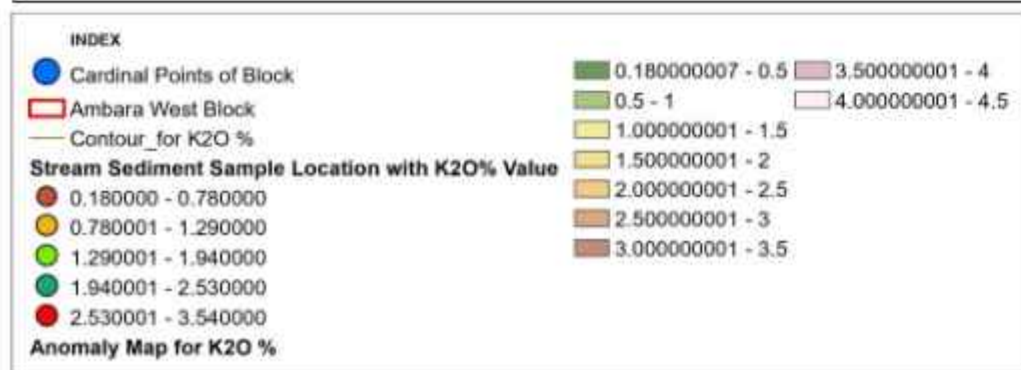 INDEX
Cardinal Points of Block
Ambara West Block
Contour_for K2O %
Stream Sediment Sample Location with K2O% Value
0.180000 - 0.780000
0.780001 - 1.290000
1.290001 - 1.940000
1.940001 - 2.530000
2.530001 - 3.540000
Anomaly Map for K2O %
0.180000007 - 0.5
0.5 - 1
1.000000001 - 1.5
1.500000001 - 2
2.000000001 - 2.5
2.500000001 - 3
3.000000001 - 3.5
3.500000001 - 4
4.000000001 - 4.5